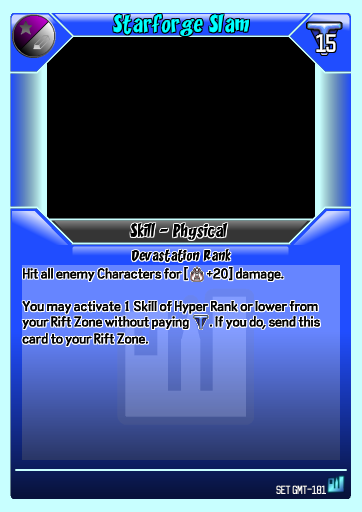 Starforge Slam
15
Skill - Physical
Devastation Rank
Hit all enemy Characters for [ +20] damage.
You may activate 1 Skill of Hyper Rank or lower from
your Rift Zone without paying . If you do, send this
card to your Rift Zone.
SET GMT-181